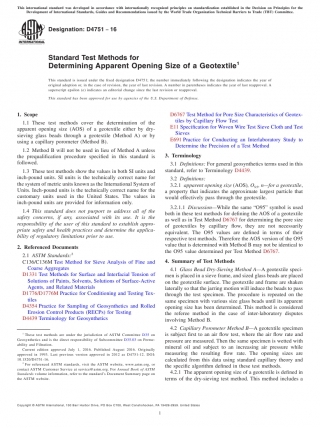 This international standard was developed in accordance with internationally recognized principles on standardization established in the Decision on Principles for the
Development of International Standards, Guides and Recommendations issued by the World Trade Organization Technical Barriers to Trade (TBT) Committee.
Designation: D4751 − 16
INTERNATIONAL
Standard Test Methods for
Determining Apparent Opening Size of a Geotextile1
This standard is issued under the fixed designation D4751; the number immediately following the designation indicates the year of
original adoption or, in the case of revision, the year of last revision. A number in parentheses indicates the year of last reapproval. A
superscript epsilon (ε) indicates an editorial change since the last revision or reapproval.
This standard has been approved for use by agencies of the U.S. Department of Defense.
1. Scope
1.1 These test methods cover the determination of the
apparent opening size (AOS) of a geotextile either by dry-
sieving glass beads through a geotextile (Method A) or by
using a capillary porometer (Method B).
1.2 Method B will not be used in lieu of Method A unless
the prequalification procedure specified in this standard is
followed.
1.3 These test methods show the values in both SI units and
inch-pound units. SI units is the technically correct name for
the system of metric units known as the International System of
Units. Inch-pound units is the technically correct name for the
customary units used in the United States. The values in
inch-pound units are provided for information only.
1.4 This standard does not purport to address all of the
safety concerns, if any, associated with its use. It is the
responsibility of the user of this standard to establish appro-
priate safety and health practices and determine the applica-
bility of regulatory limitations prior to use.
2. Referenced Documents
2.1 ASTM Standards:2
C136/C136M Test Method for Sieve Analysis of Fine and
Coarse Aggregates
D1331 Test Methods for Surface and Interfacial Tension of
Solutions of Paints, Solvents, Solutions of Surface-Active
Agents, and Related Materials
D1776/D1776M Practice for Conditioning and Testing Tex-
tiles
D4354 Practice for Sampling of Geosynthetics and Rolled
Erosion Control Products (RECPs) for Testing
D4439 Terminology for Geosynthetics
1 These test methods are under the jurisdiction of ASTM Committee D35 on
Geosynthetics and is the direct responsibility of Subcommittee D35.03 on Perme-
ability and Filtration.
Current edition approved July 1, 2016. Published August 2016. Originally
approved in 1993. Last previous version approved in 2012 as D4751–12. DOI:
10.1520/D4751-16.
2 For referenced ASTM standards, visit the ASTM website, www.astm.org, or
contact ASTM Customer Service at service@astm.org. For Annual Book of ASTM
Standards volume information, refer to the standard's Document Summary page on
the ASTM website.
D6767 Test Method for Pore Size Characteristics of Geotex-
tiles by Capillary Flow Test
E11 Specification for Woven Wire Test Sieve Cloth and Test
Sieves
E691 Practice for Conducting an Interlaboratory Study to
Determine the Precision of a Test Method
3. Terminology
3.1 Definitions: For general geosynthetics terms used in this
standard, refer to Terminology D4439.
3.2 Definitions:
3.2.1 apparent opening size (AOS), O95, n—for a geotextile,
a property that indicates the approximate largest particle that
would effectively pass through the geotextile.
3.2.1.1 Discussion—While the same “O95” symbol is used
both in these test methods for defining the AOS of a geotextile
as well as in Test Method D6767 for determining the pore size
of geotextiles by capillary flow, they are not necessarily
equivalent. The O95 values are defined in terms of their
respective test methods. Therefore the AOS version of the O95
value that is determined with Method B may not be identical to
the O95 value determined per Test Method D6767.
4. Summary of Test Methods
4.1 Glass Bead Dry-Sieving Method A—A geotextile speci-
men is placed in a sieve frame, and sized glass beads are placed
on the geotextile surface. The geotextile and frame are shaken
laterally so that the jarring motion will induce the beads to pass
through the test specimen. The procedure is repeated on the
same specimen with various size glass beads until its apparent
opening size has been determined. This method is considered
the referee method in the case of inter-laboratory disputes
involving Method B.
4.2 Capillary Porometer Method B—A geotextile specimen
is subject first to an air flow test, where the air flow rate and
pressure are measured. Then the same specimen is wetted with
mineral oil and subject to an increasing air pressure while
measuring the resulting flow rate. The opening sizes are
calculated from this data using standard capillary theory and
the specific algorithm defined in these test methods.
4.2.1 The apparent opening size of a geotextile is defined in
terms of the dry-sieving test method. This method includes a
Copyright © ASTM International, 100 Barr Harbor Drive, PO Box C700, West Conshohocken, PA 19428-2959. United States
1